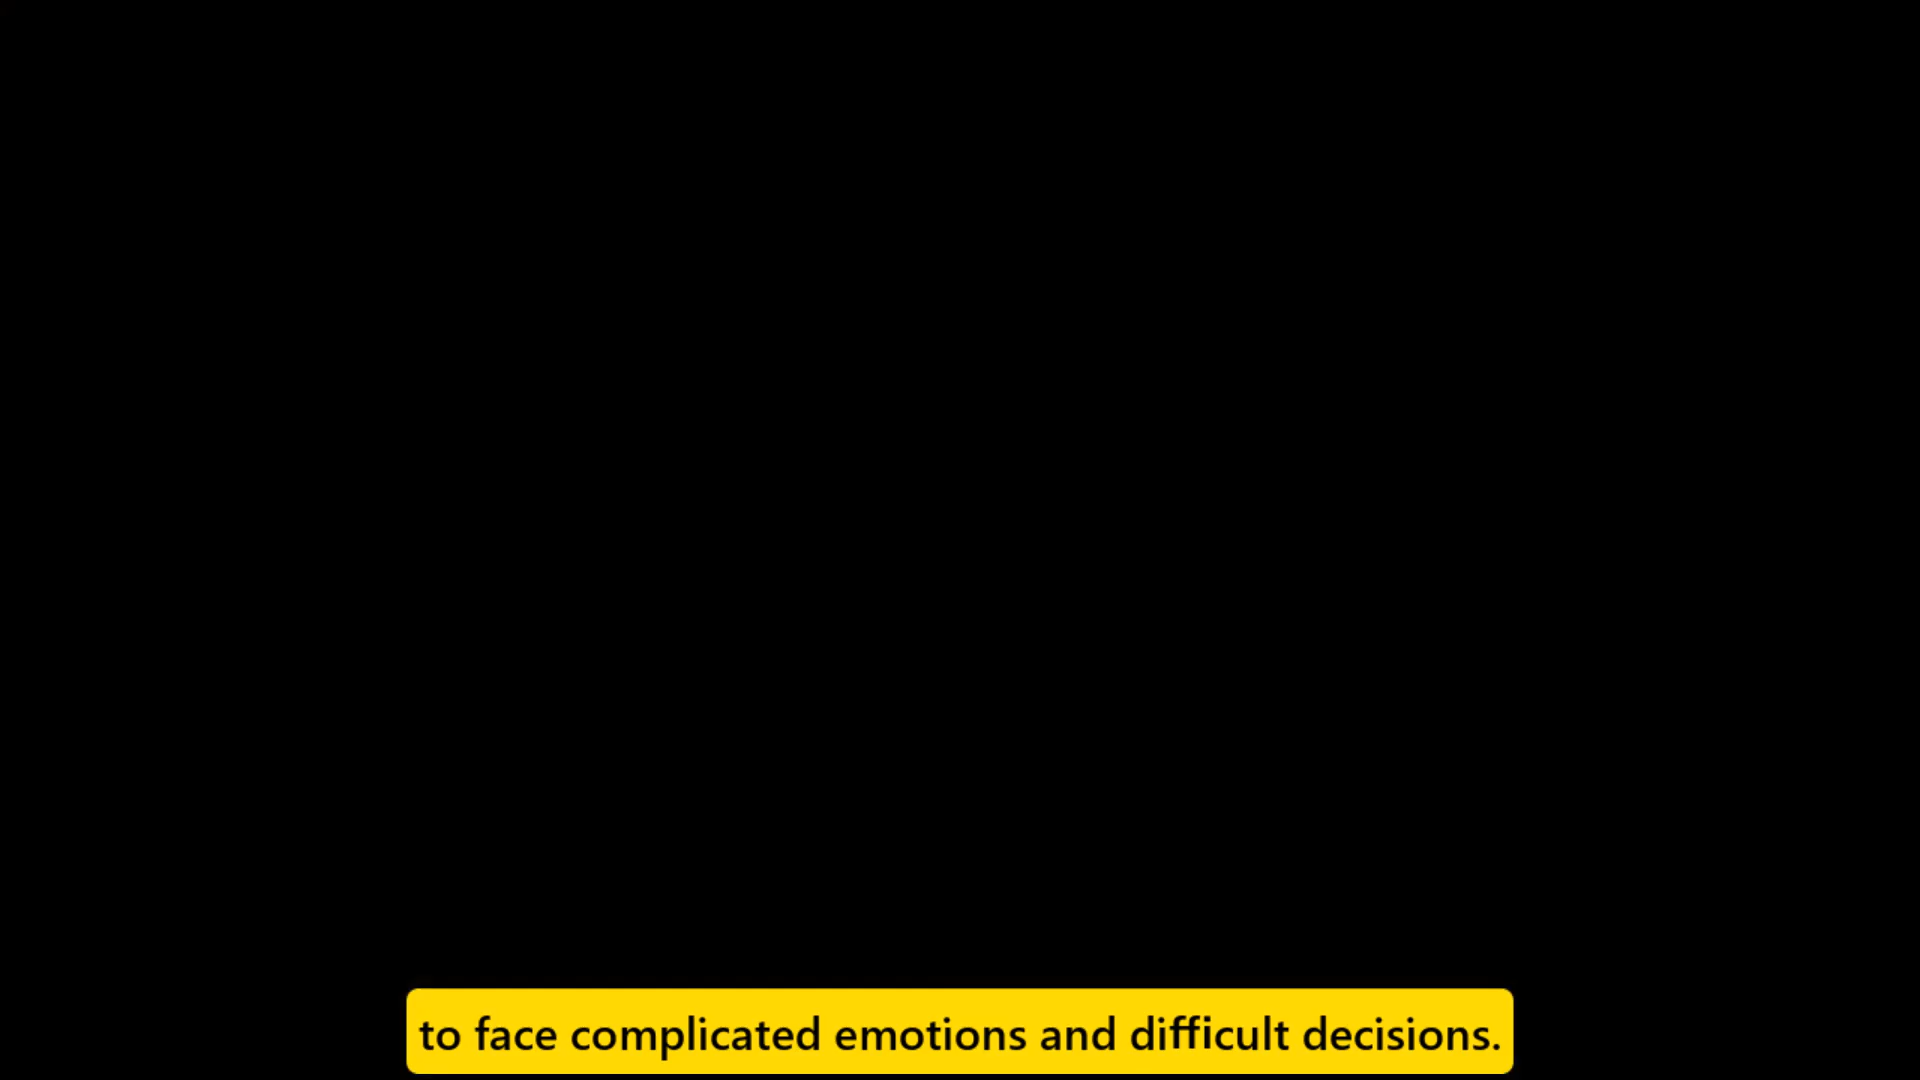 to face complicated emotions and difficult decisions.